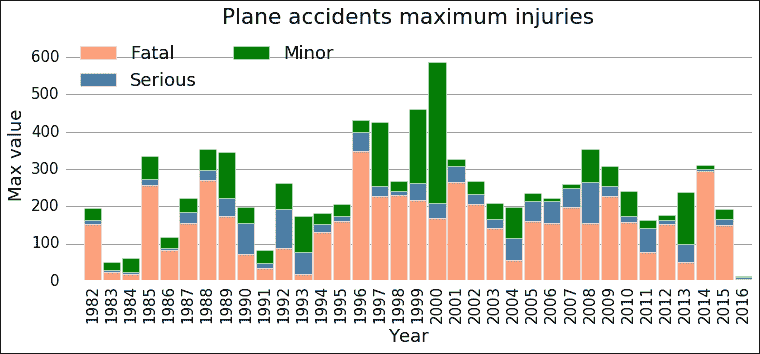 Plane accidents maximum injuries
Fatal Minor
Serious
600
500
400
300
200
100
0
Max value
1982 1983 1984 1985 1986 1987 1988 1989 1990 1991 1992 1993 1994 1995 1996 1997 1998 1999 2000 2001 2002 2003 2004 2005 2006 2007 2008 2009 2010 2011 2012 2013 2014 2015 2016
Year